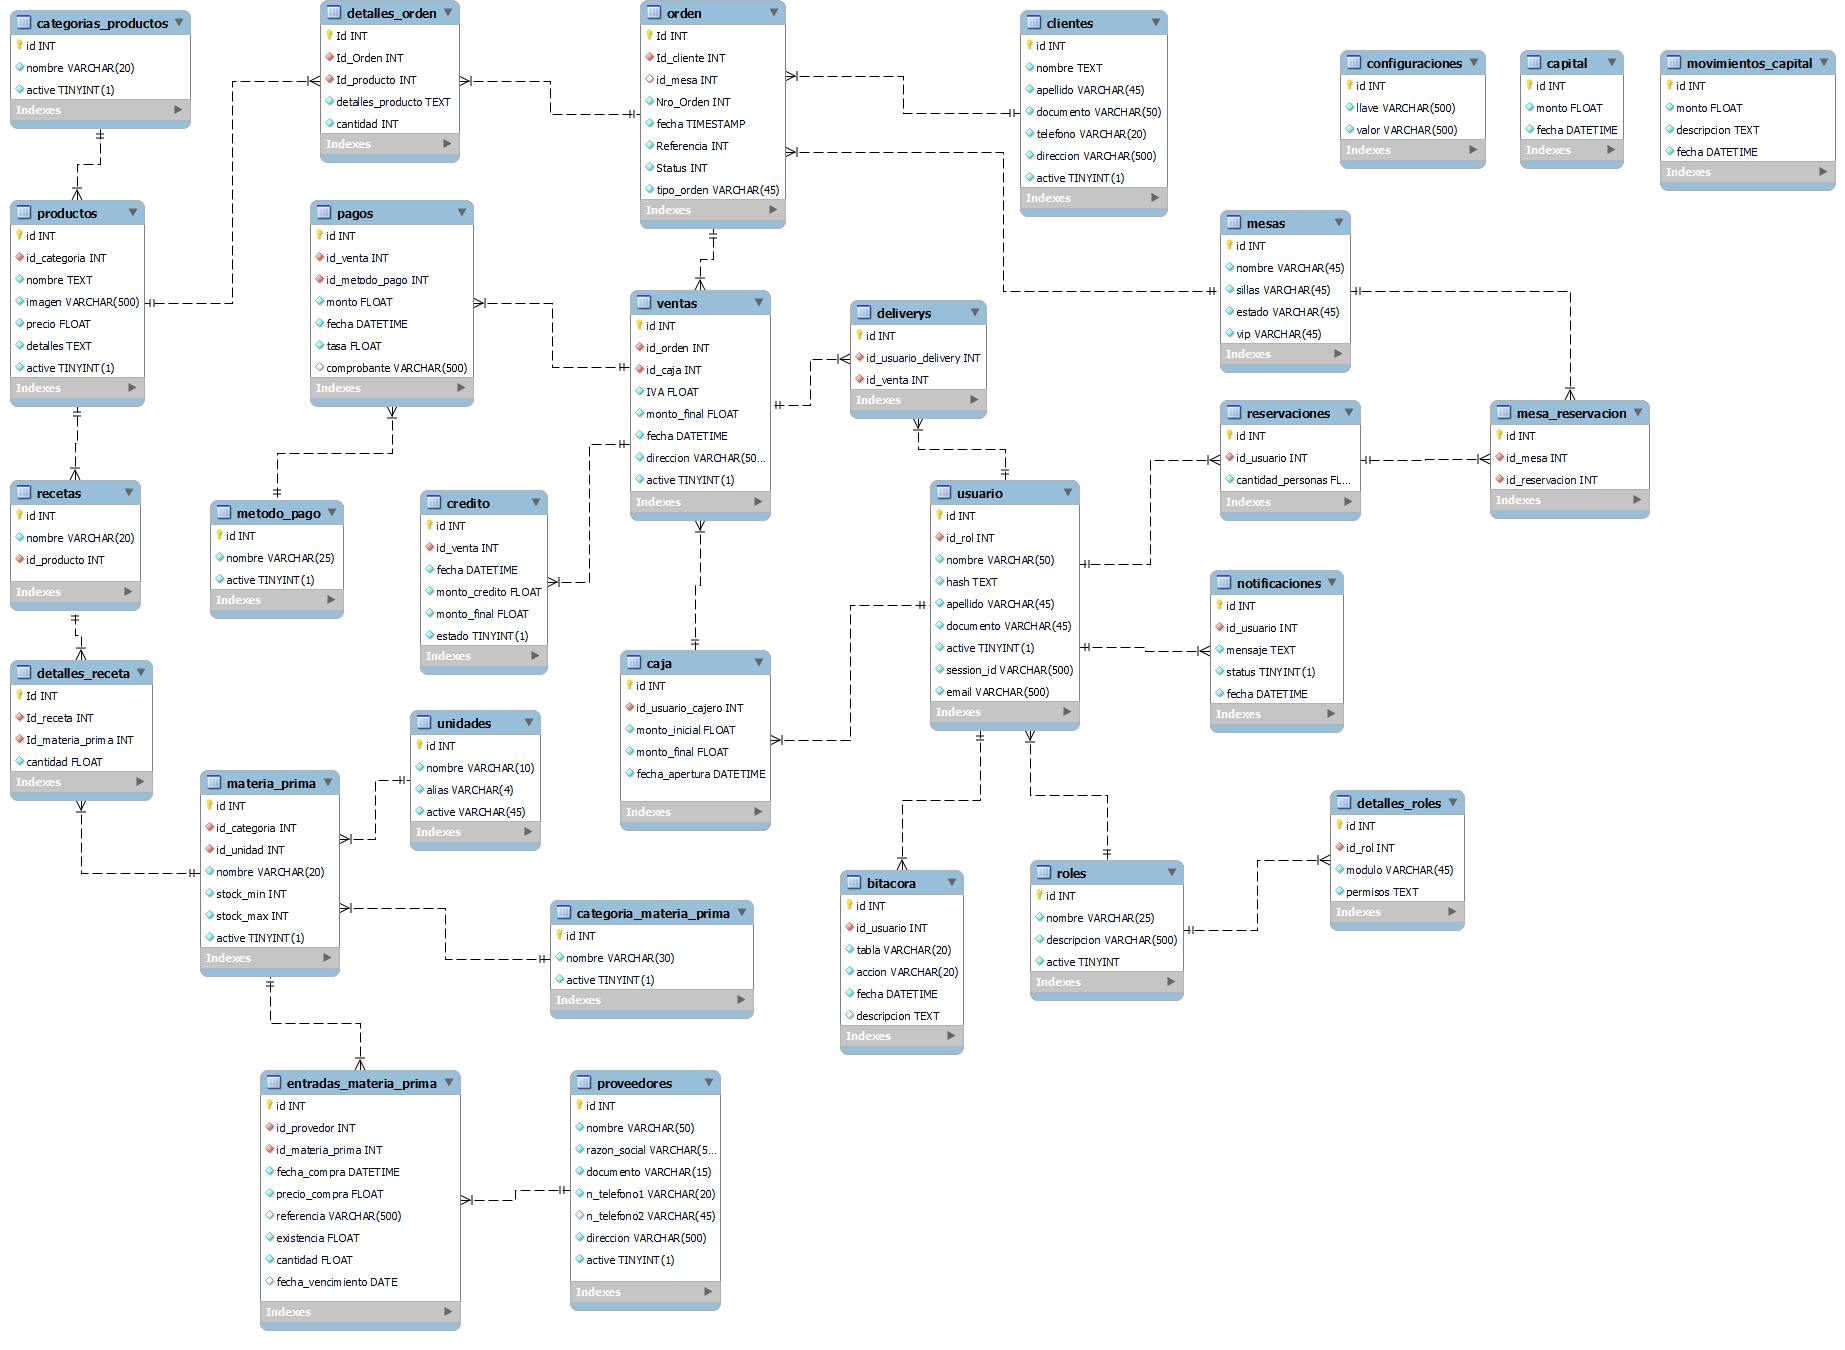 categorias_productos
id INT
nombre VARCHAR(20)
active TINYINT(1)
Indexes
detalles_orden
Id INT
Id_Orden INT
Id_producto INT
detalles_producto TEXT
cantidad INT
Indexes
orden
Id INT
Id_cliente INT
id_mesa INT
Nro_Orden INT
fecha TIMESTAMP
Referencia INT
Status INT
tipo_orden VARCHAR(45)
Indexes
clientes
id INT
nombre TEXT
apellido VARCHAR(45)
documento VARCHAR(50)
telefono VARCHAR(20)
direccion VARCHAR(500)
active TINYINT(1)
Indexes
configuraciones
id INT
llave VARCHAR(500)
valor VARCHAR(500)
Indexes
capital
id INT
monto FLOAT
fecha DATETIME
Indexes
movimientos_capital
id INT
monto FLOAT
descripcion TEXT
fecha DATETIME
Indexes
productos
id INT
id_categoria INT
nombre TEXT
imagen VARCHAR(500)
precio FLOAT
detalles TEXT
active TINYINT(1)
Indexes
pagos
id INT
id_venta INT
id_metodo_pago INT
monto FLOAT
fecha DATETIME
tasa FLOAT
comprobante VARCHAR(500)
Indexes
ventas
id INT
id_orden INT
id_caja INT
IVA FLOAT
monto_final FLOAT
fecha DATETIME
direccion VARCHAR(50...
active TINYINT(1)
Indexes
deliverys
id INT
id_usuario_delivery INT
id_venta INT
Indexes
mesas
id INT
nombre VARCHAR(45)
sillas VARCHAR(45)
estado VARCHAR(45)
vip VARCHAR(45)
Indexes
reservaciones
id INT
id_usuario INT
cantidad_personas FL...
Indexes
mesa_reservacion
id INT
id_mesa INT
id_reservacion INT
Indexes
recetas
id INT
nombre VARCHAR(20)
id_producto INT
Indexes
metodo_pago
id INT
nombre VARCHAR(25)
active TINYINT(1)
Indexes
credito
id INT
id_venta INT
fecha DATETIME
monto_credito FLOAT
monto_final FLOAT
estado TINYINT(1)
Indexes
usuario
id INT
id_rol INT
nombre VARCHAR(50)
hash TEXT
apellido VARCHAR(45)
documento VARCHAR(45)
active TINYINT(1)
session_id VARCHAR(500)
email VARCHAR(500)
Indexes
notificaciones
id INT
id_usuario INT
mensaje TEXT
status TINYINT(1)
fecha DATETIME
Indexes
detalles_receta
Id INT
Id_receta INT
Id_materia_prima INT
cantidad FLOAT
Indexes
caja
id INT
id_usuario_cajero INT
monto_inicial FLOAT
monto_final FLOAT
fecha_apertura DATETIME
Indexes
unidades
id INT
nombre VARCHAR(10)
alias VARCHAR(4)
active VARCHAR(45)
Indexes
materia_prima
id INT
id_categoria INT
id_unidad INT
nombre VARCHAR(20)
stock_min INT
stock_max INT
active TINYINT(1)
Indexes
detalles_roles
id INT
id_rol INT
modulo VARCHAR(45)
permisos TEXT
Indexes
roles
id INT
nombre VARCHAR(25)
descripcion VARCHAR(500)
active TINYINT
Indexes
bitacora
id INT
id_usuario INT
tabla VARCHAR(20)
accion VARCHAR(20)
fecha DATETIME
descripcion TEXT
Indexes
categoria_materia_prima
id INT
nombre VARCHAR(30)
active TINYINT(1)
Indexes
entradas_materia_prima
id INT
id_provedor INT
id_materia_prima INT
fecha_compra DATETIME
precio_compra FLOAT
referencia VARCHAR(500)
existencia FLOAT
cantidad FLOAT
fecha_vencimiento DATE
Indexes
proveedores
id INT
nombre VARCHAR(50)
razon_social VARCHAR(5...
documento VARCHAR(15)
n_telefono1 VARCHAR(20)
n_telefono2 VARCHAR(45)
direccion VARCHAR(500)
active TINYINT(1)
Indexes